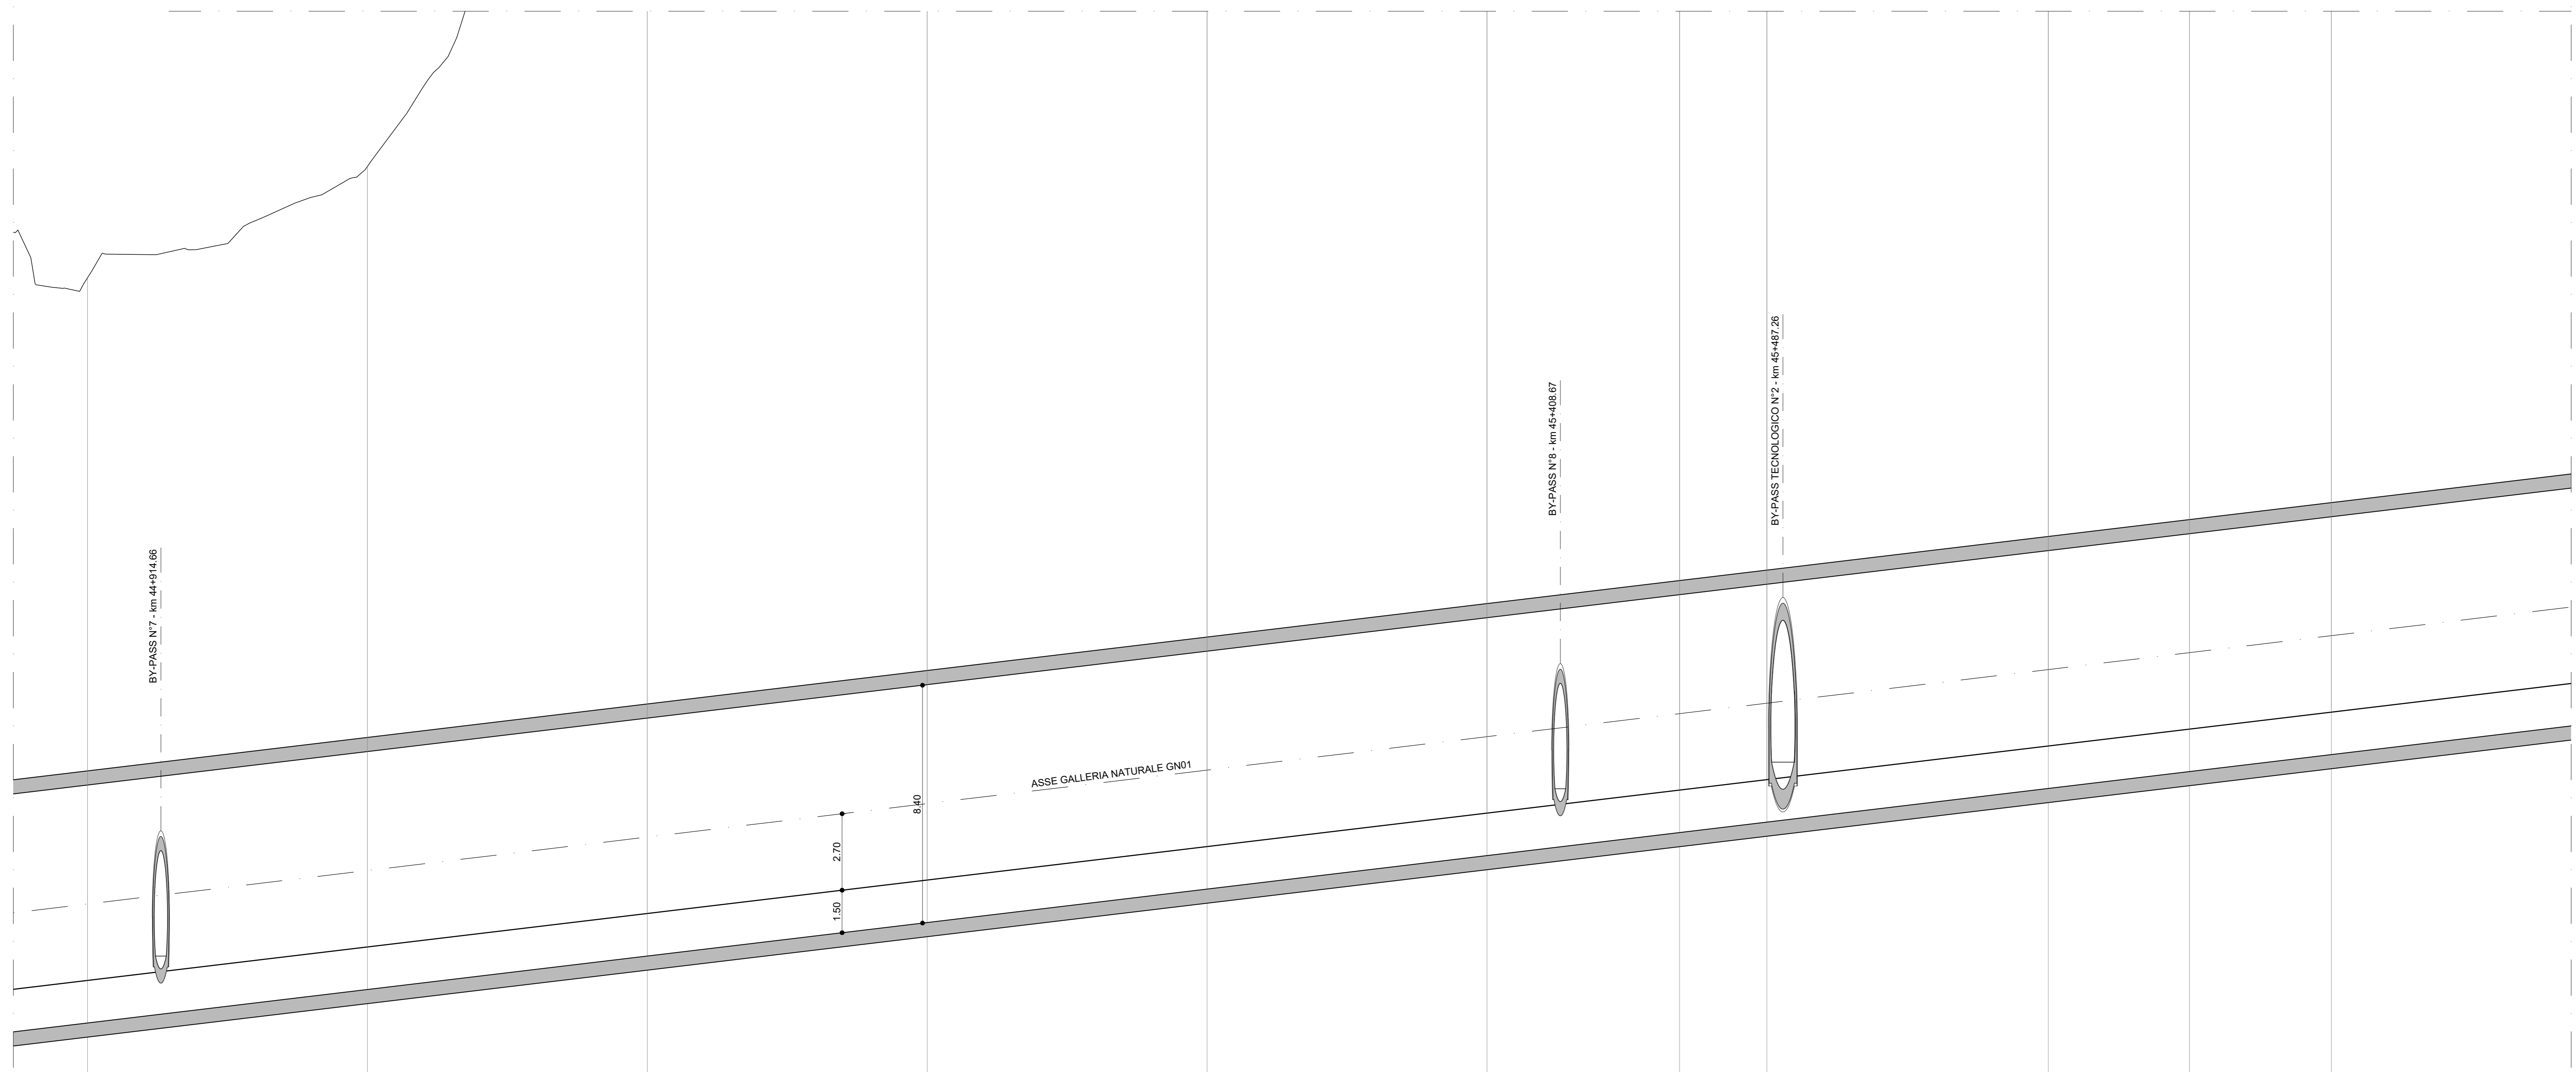 BY-PASS N°7 - km 44+914.66
2.70
1.50
8.40
ASSE GALLERIA NATURALE GN01
BY-PASS N°8 - km 45+408.67
BY-PASS TECNOLOGICO N°2 - km 45+487.26